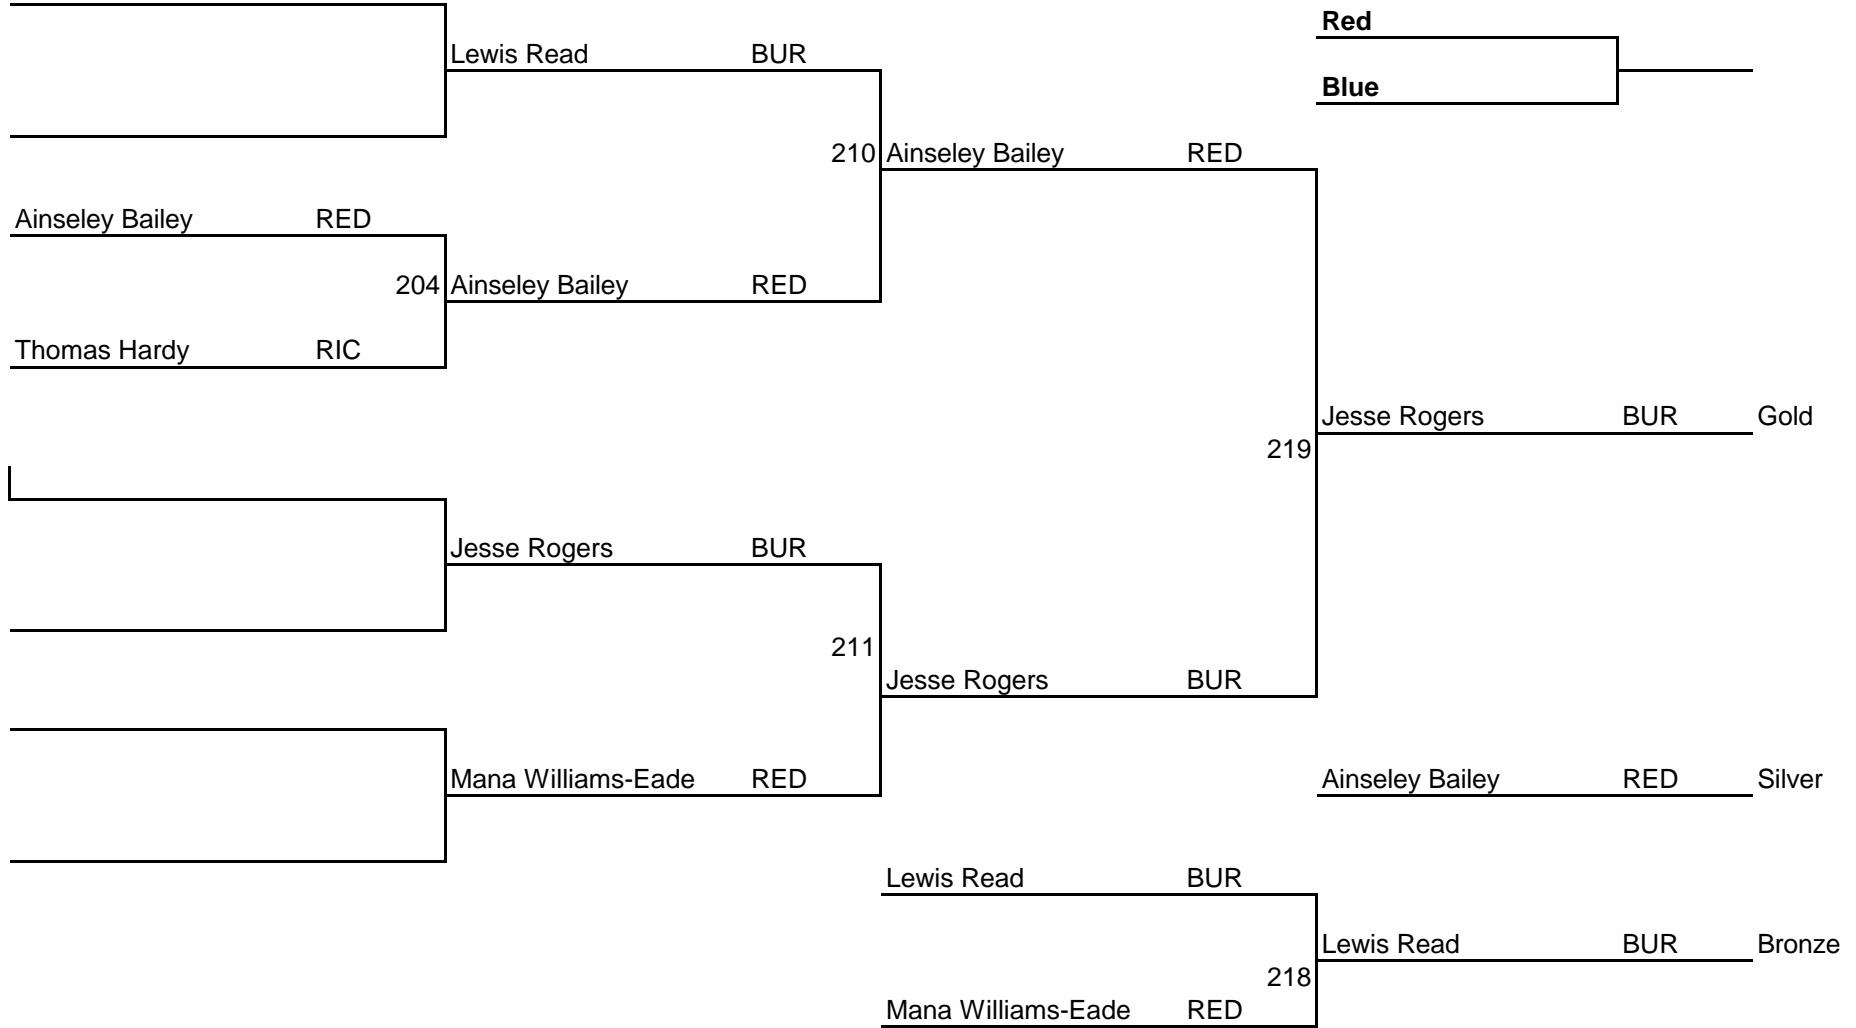 Red
Lewis Read BUR
Blue
210 Ainseley Bailey RED
Ainseley Bailey RED
204 Ainseley Bailey RED
Thomas Hardy RIC
Jesse Rogers BUR Gold
219
Jesse Rogers BUR
211
Jesse Rogers BUR
Mana Williams-Eade RED
Ainseley Bailey RED Silver
Lewis Read BUR
Lewis Read BUR Bronze
218
Mana Williams-Eade RED